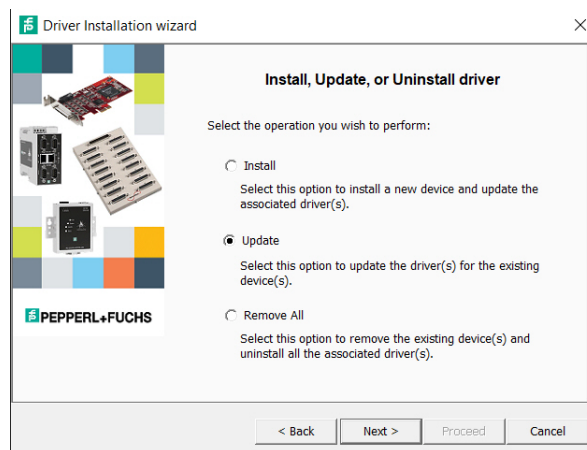 Driver Installation wizard
Install, Update, or Uninstall driver
Select the operation you wish to perform:
Install
Select this option to install a new device and update the
associated driver(s).
Update
Select this option to update the driver(s) for the existing
device(s).
Remove All
Select this option to remove the existing device(s) and
uninstall all the associated driver(s).
PEPPERL+FUCHS
< Back Next > Proceed Cancel